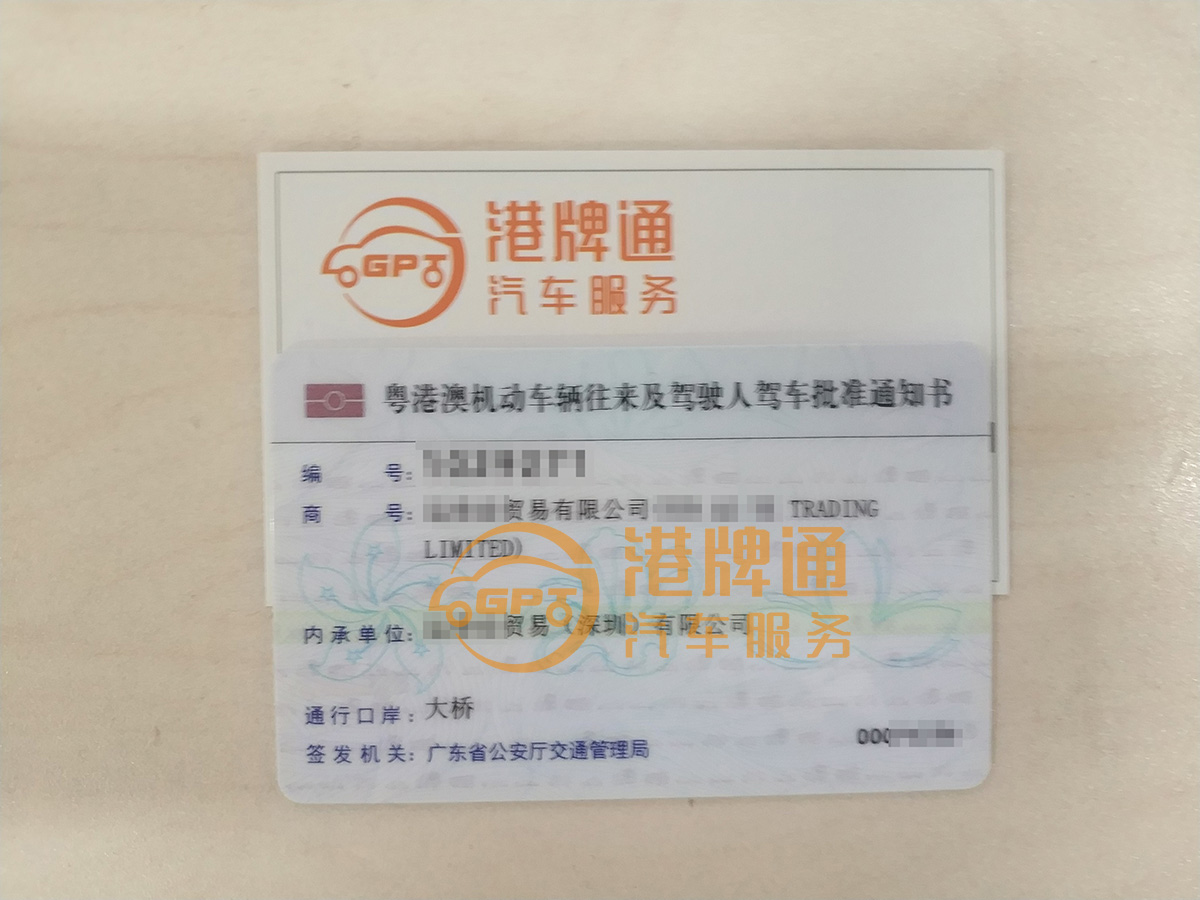 GPT
港牌通
汽车服务
粤港澳机动车辆往来及驾驶人驾车批准通知书
编 号:
商 号: 贸易有限公司 TRADING
LIMITED)
GPT 港牌通
汽车服务
内承单位: 贸易（深圳）有限公司
通行口岸: 大桥
签发机关: 广东省公安厅交通管理局
000